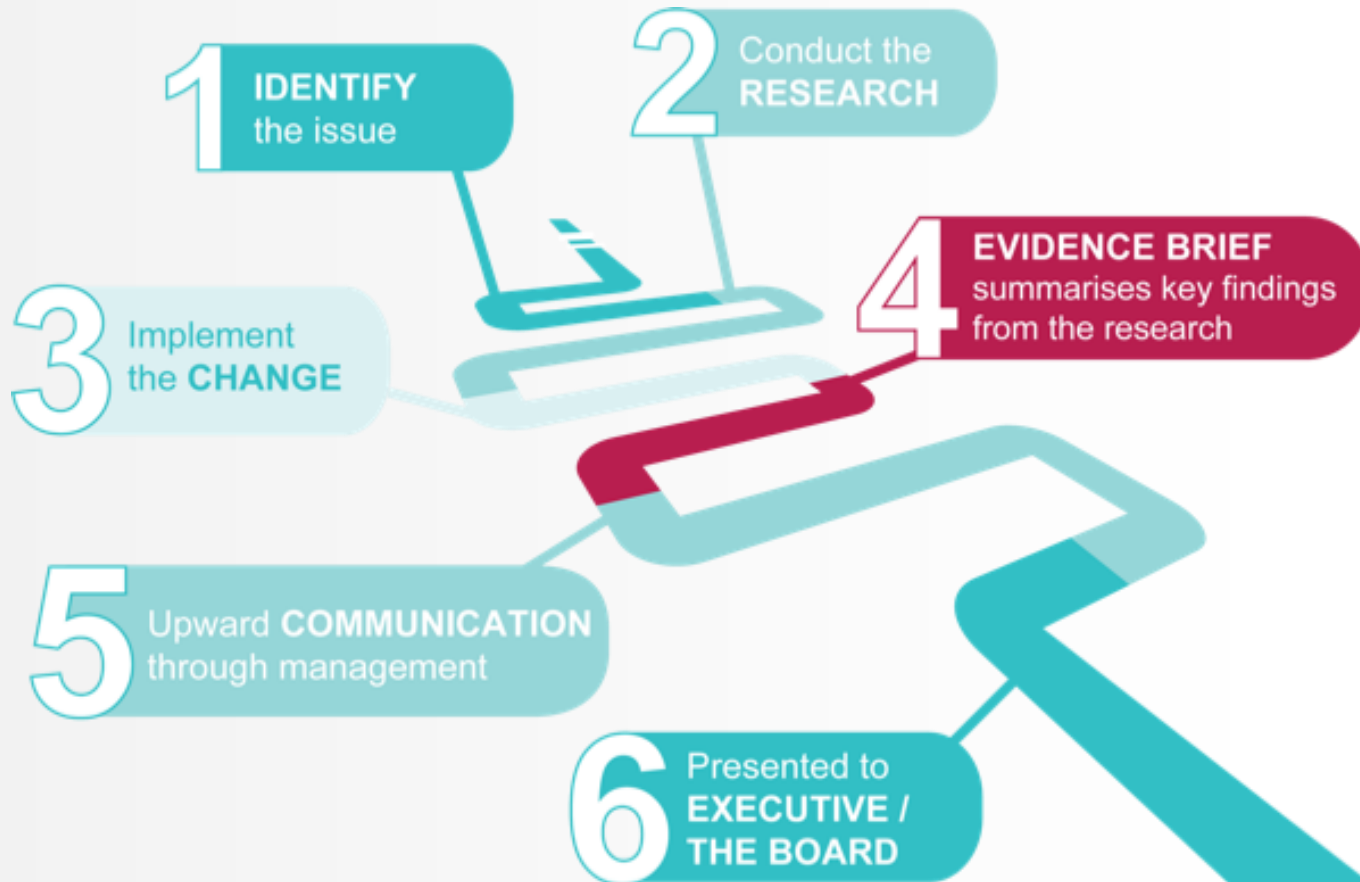 1
IDENTIFY
the issue
2
Conduct the
RESEARCH
3
Implement
the CHANGE
4
EVIDENCE BRIEF
summarises key findings
from the research
5
Upward COMMUNICATION
through management
6
Presented to
EXECUTIVE /
THE BOARD